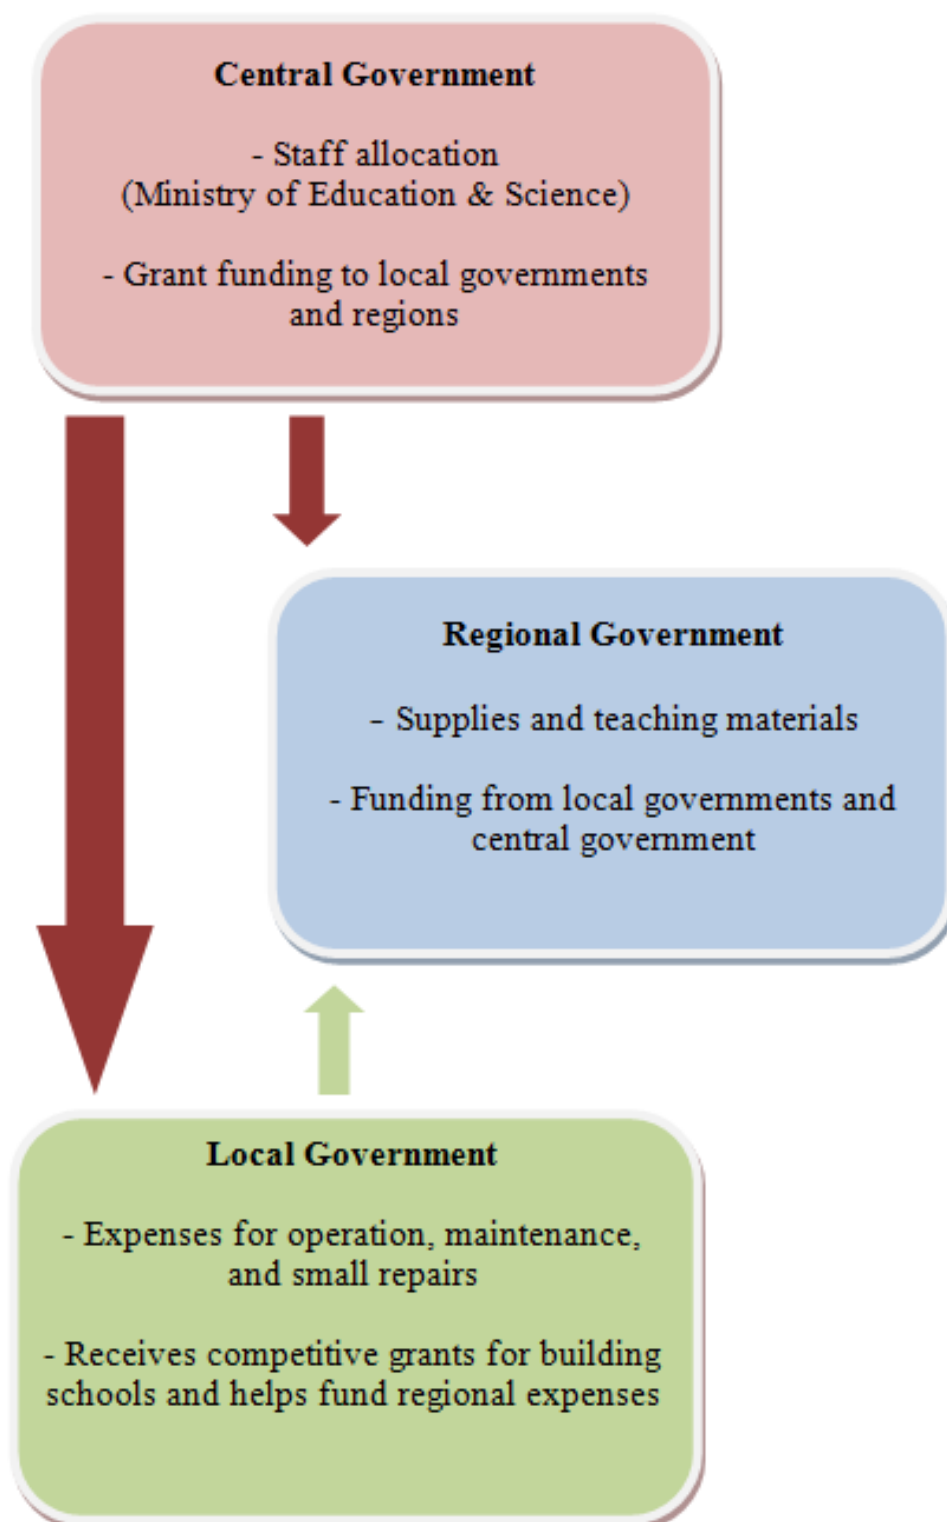 Central Government
- Staff allocation
(Ministry of Education & Science)
- Grant funding to local governments
and regions
Regional Government
- Supplies and teaching materials
- Funding from local governments and
central government
Local Government
- Expenses for operation, maintenance,
and small repairs
- Receives competitive grants for building
schools and helps fund regional expenses